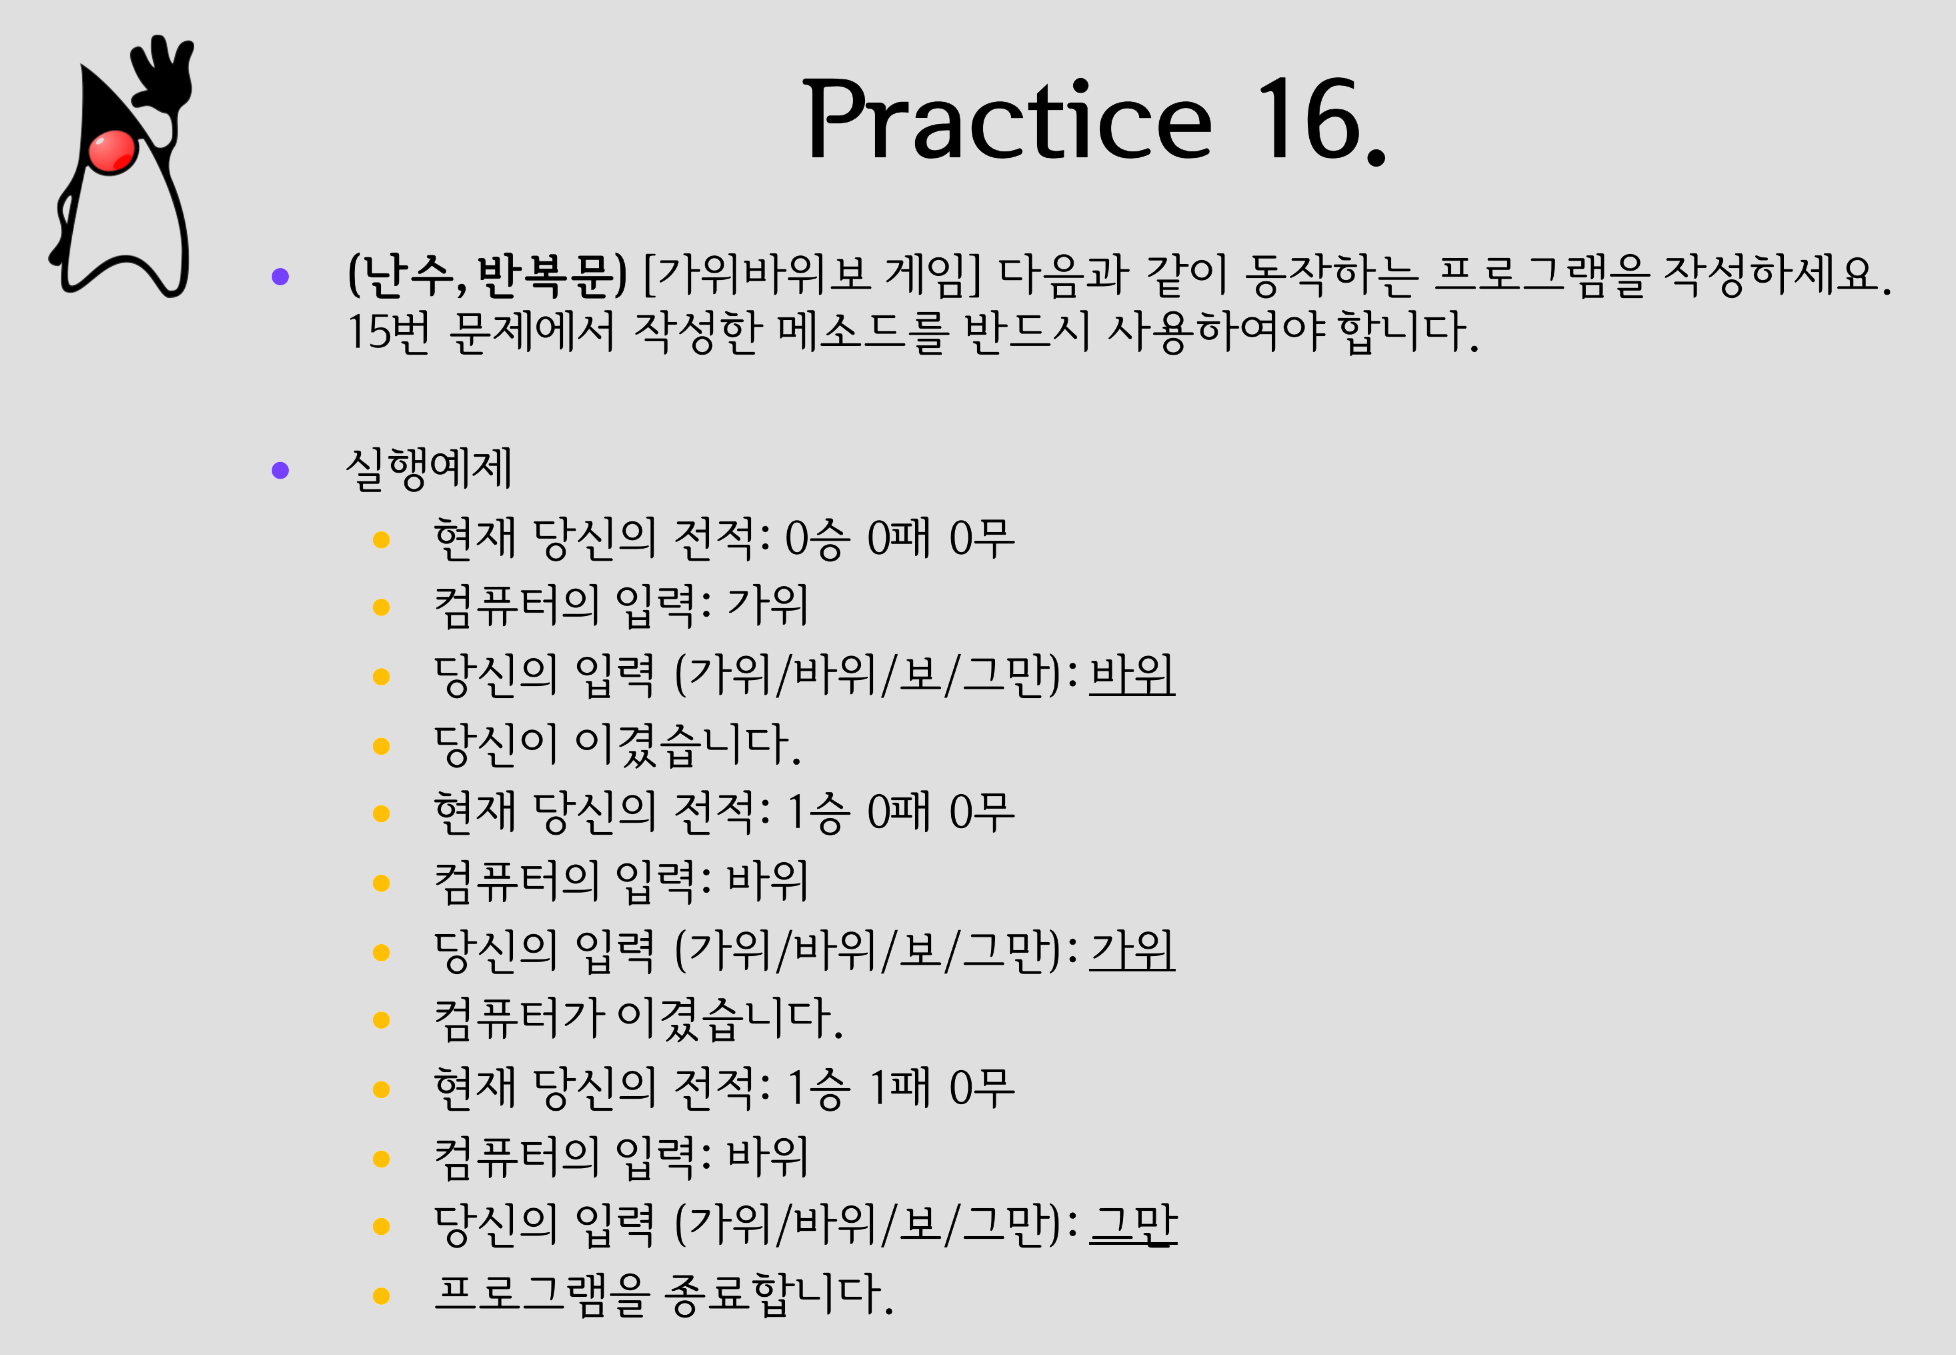 Practice 16.
(난수, 반복문) [가위바위보 게임] 다음과 같이 동작하는 프로그램을 작성하세요.
15번 문제에서 작성한 메소드를 반드시 사용하여야 합니다.
실행예제
현재 당신의 전적: 0승 0패 0무
컴퓨터의 입력: 가위
당신의 입력 (가위/바위/보/그만): 바위
당신이 이겼습니다.
현재 당신의 전적: 1승 0패 0무
컴퓨터의 입력: 바위
당신의 입력 (가위/바위/보/그만): 가위
컴퓨터가 이겼습니다.
현재 당신의 전적: 1승 1패 0무
컴퓨터의 입력: 바위
당신의 입력 (가위/바위/보/그만): 그만
프로그램을 종료합니다.